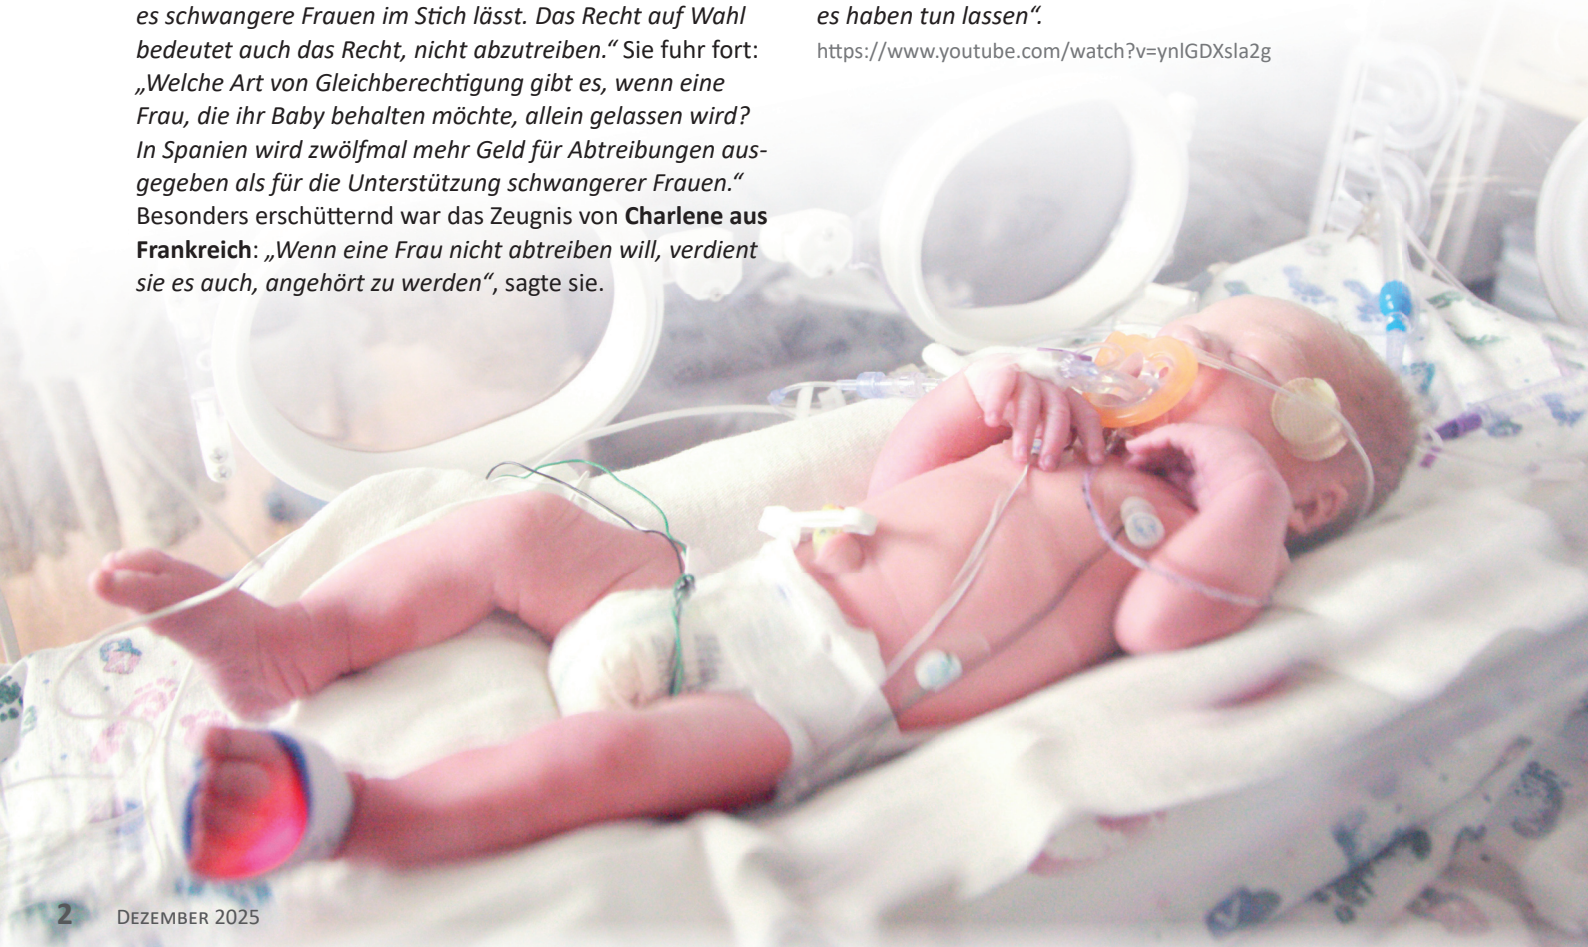 es schwangere Frauen im Stich lässt. Das Recht auf Wahl
bedeutet auch das Recht, nicht abzutreiben.“ Sie fuhr fort:
„Welche Art von Gleichberechtigung gibt es, wenn eine
Frau, die ihr Baby behalten möchte, allein gelassen wird?
In Spanien wird zwölfmal mehr Geld für Abtreibungen aus-
gegeben als für die Unterstützung schwangerer Frauen.“
Besonders erschütternd war das Zeugnis von Charlene aus
Frankreich: „Wenn eine Frau nicht abtreiben will, verdient
sie es auch, angehört zu werden“, sagte sie.
es haben tun lassen“.
https://www.youtube.com/watch?v=ynlGDXsla2g
2 DEZEMBER 2025